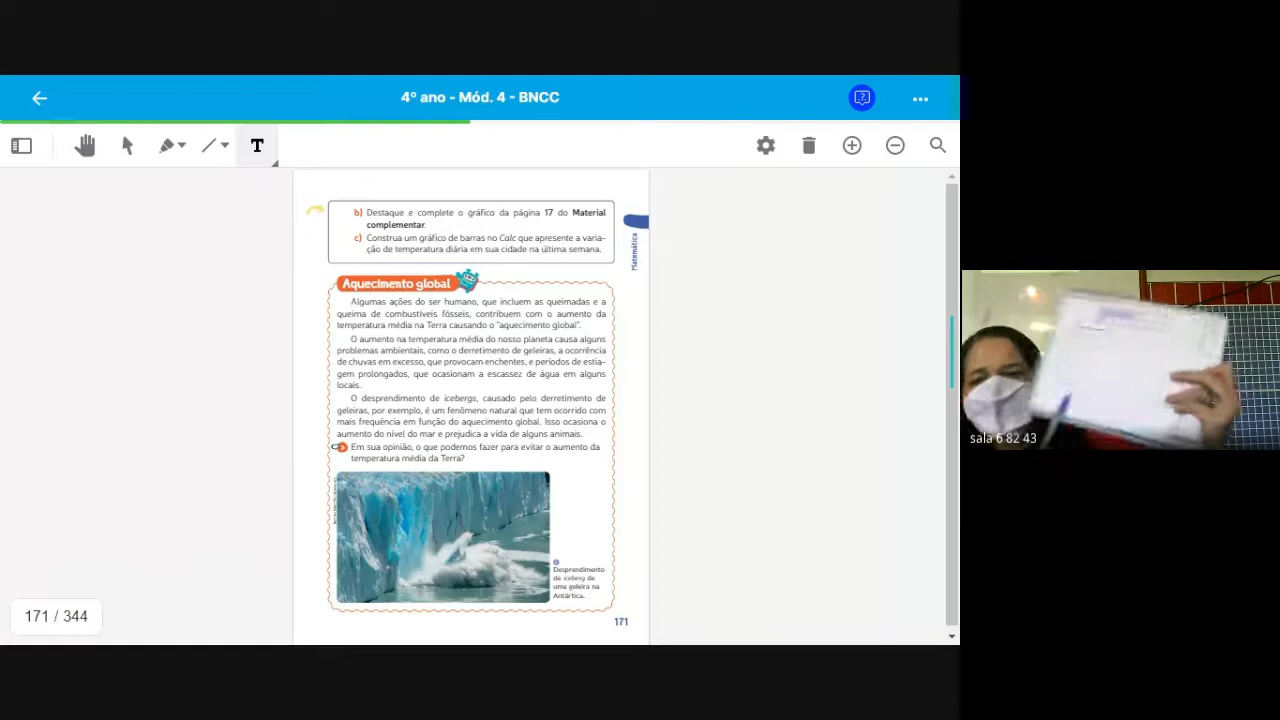 4º ano - Mód. 4 - BNCC
T
b) Destaque e complete o gráfico da página 17 do Material
complementar.
c) Construa um gráfico de barras no Calc que apresente a varia-
ção de temperatura diária em sua cidade na última semana.
Matemática
Aquecimento global
Algumas ações do ser humano, que incluem as queimadas e a
queima de combustíveis fósseis, contribuem com o aumento da
temperatura média na Terra causando o "aquecimento global".
O aumento na temperatura média do nosso planeta causa alguns
problemas ambientais, como o derretimento de geleiras, a ocorrência
de chuvas em excesso, que provocam enchentes, e períodos de estia-
gem prolongados, que ocasionam a escassez de água em alguns
locais.
O desprendimento de icebergs, causado pelo derretimento de
geleiras, por exemplo, é um fenômeno natural que tem ocorrido com
mais frequência em função do aquecimento global. Isso ocasiona o
aumento do nível do mar e prejudica a vida de alguns animais.
Em sua opinião, o que podemos fazer para evitar o aumento da
temperatura média da Terra?
Desprendimento
de iceberg de
uma geleira na
Antártica.
171
171 / 344
sala 6 82 43